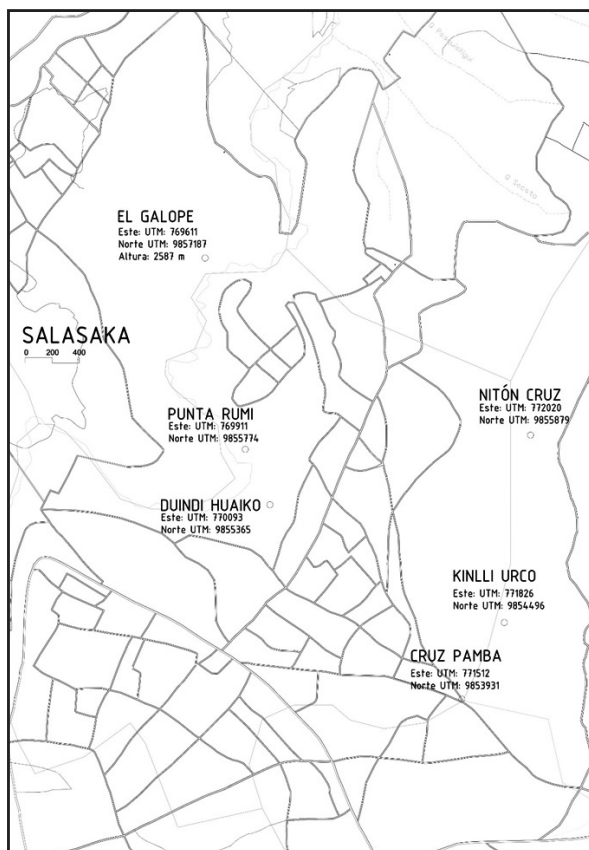 EL GALOPE
Este: UTM: 769611
Norte UTM: 9857187
Altura: 2587 m
SALASAKA
0 200 400
NITÓN CRUZ
Este: UTM: 772020
Norte UTM: 9855879
PUNTA RUMI
Este: UTM: 769911
Norte UTM: 9855774
DUINDI HUAIKO
Este: UTM: 770093
Norte UTM: 9855365
KINLLI URCO
Este: UTM: 771826
Norte UTM: 9854496
CRUZ PAMBA
Este: UTM: 771512
Norte UTM: 9853931